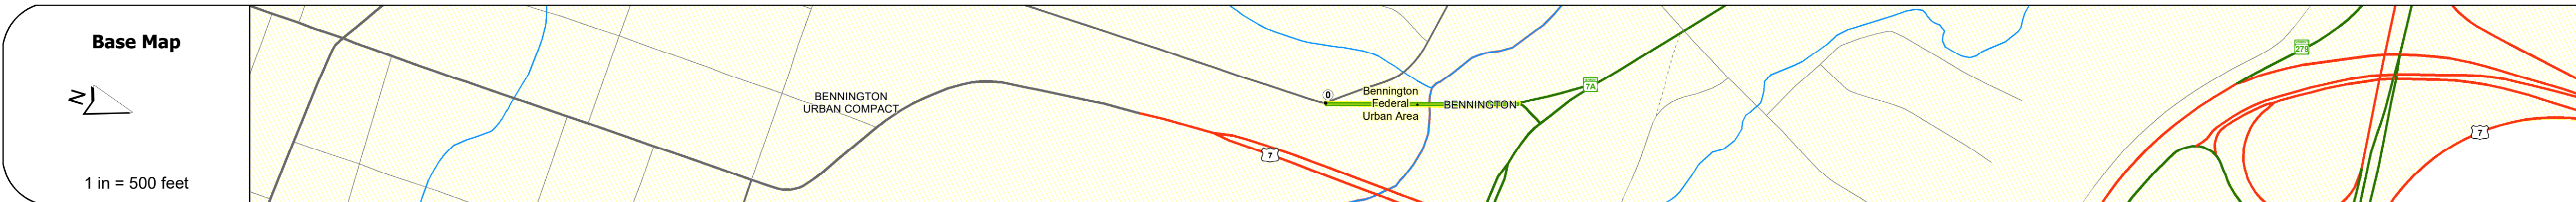 Base Map
N
1 in = 500 feet
BENNINGTON
URBAN COMPACT
0
Bennington
Federal
Urban Area
BENNINGTON
7
7A
279
7